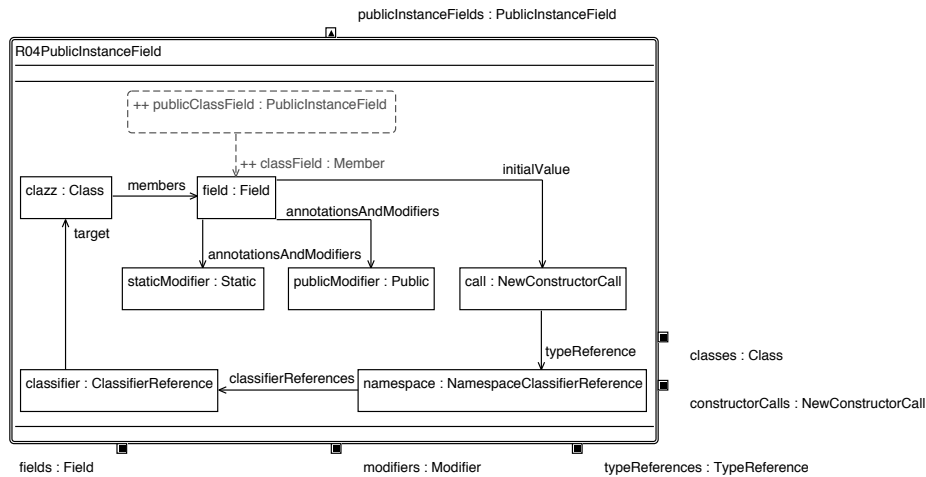 publicInstanceFields : PublicInstanceField
R04PublicInstanceField
++ publicClassField : PublicInstanceField
++ classField : Member
initialValue
clazz : Class
members
field : Field
annotationsAndModifiers
target
annotationsAndModifiers
staticModifier : Static
publicModifier : Public
call : NewConstructorCall
typeReference
classes : Class
classifier : ClassifierReference
classifierReferences
namespace : NamespaceClassifierReference
constructorCalls : NewConstructorCall
fields : Field
modifiers : Modifier
typeReferences : TypeReference